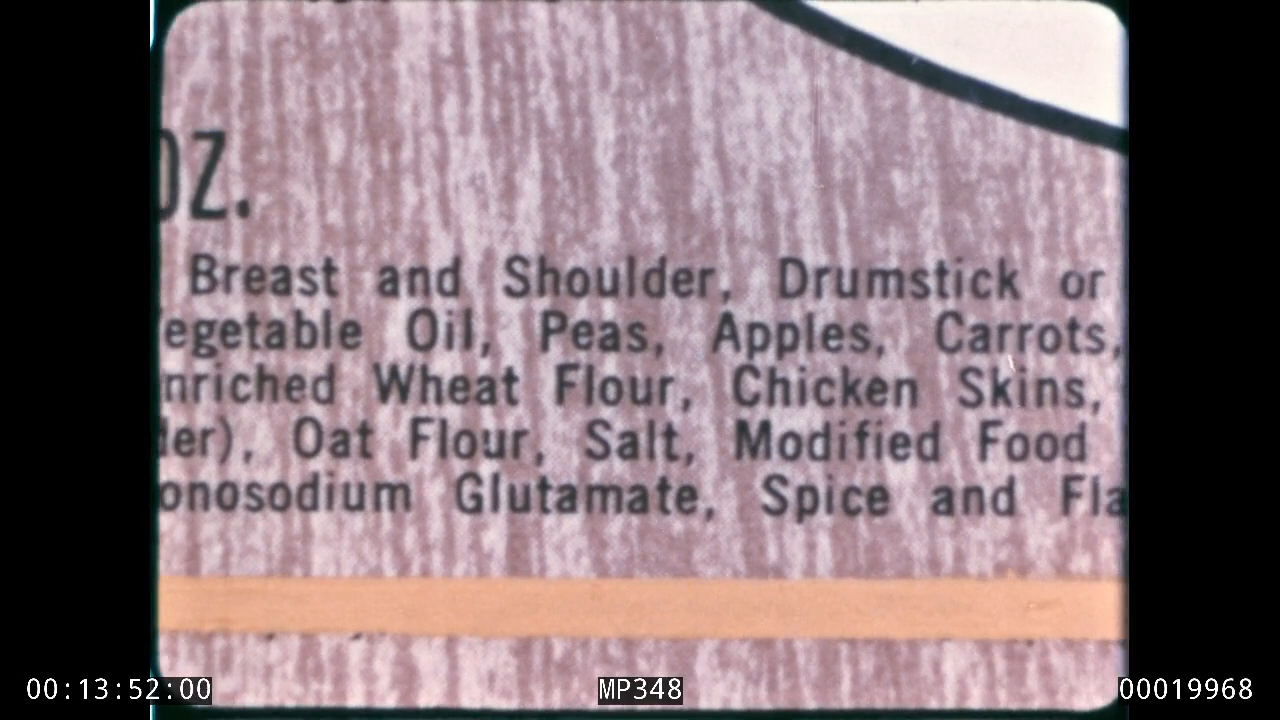 OZ.
Breast and Shoulder, Drumstick or
egetable Oil, Peas, Apples, Carrots,
nriched Wheat Flour, Chicken Skins,
der), Oat Flour, Salt, Modified Food
onosodium Glutamate, Spice and Fla
00:13:52:00 MP348 00019968